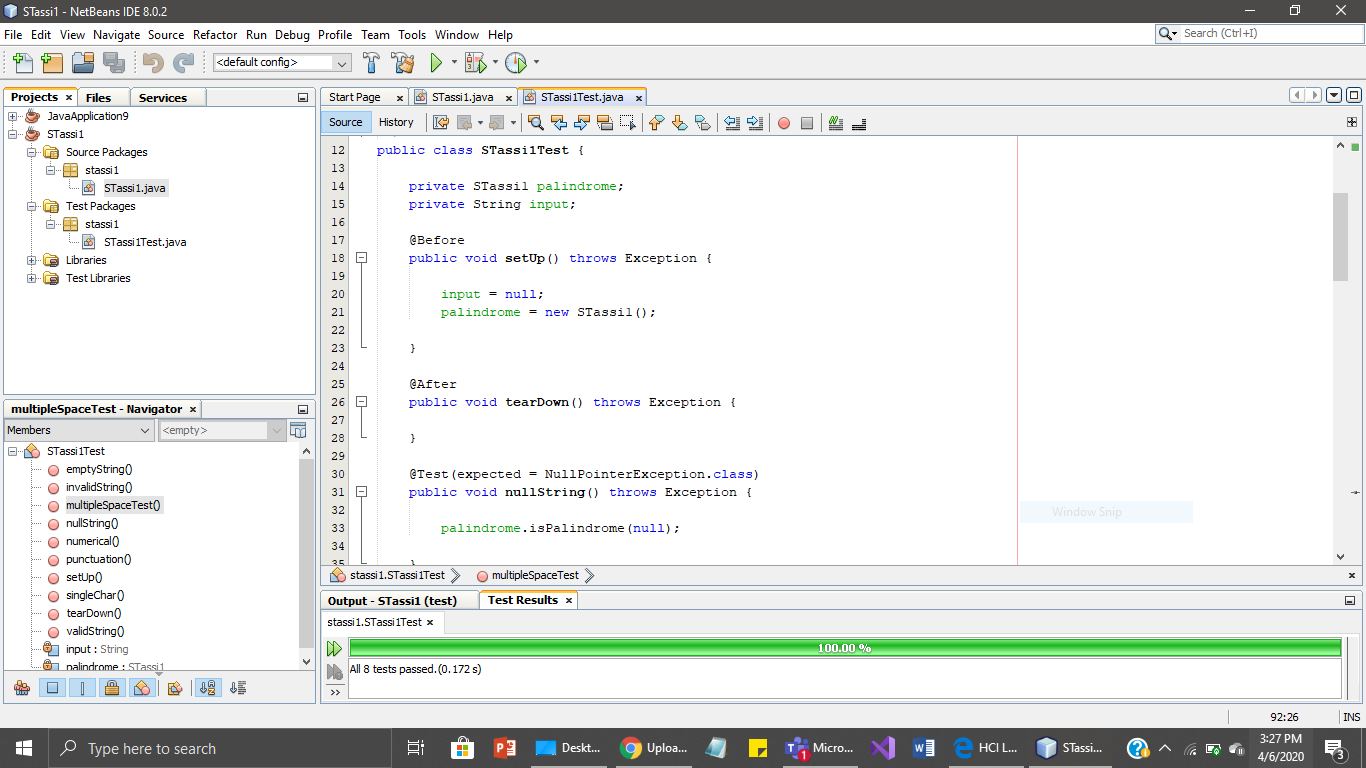 STassi1 - NetBeans IDE 8.0.2
File Edit View Navigate Source Refactor Run Debug Profile Team Tools Window Help
Search (Ctrl+I)
<default config>
Projects × Files Services
JavaApplication9
STassi1
Source Packages
stassi1
STassi1.java
Test Packages
stassi1
STassi1Test.java
Libraries
Test Libraries
multipleSpaceTest - Navigator ×
Members <empty>
STassi1Test
emptyString()
invalidString()
multipleSpaceTest()
nullString()
numerical()
punctuation()
setUp()
singleChar()
tearDown()
validString()
input : String
palindrome : STassi1
Start Page × STassi1.java × STassi1Test.java ×
Source History
12 public class STassi1Test {
13
14 private STassi1 palindrome;
15 private String input;
16
17 @Before
18 public void setUp() throws Exception {
19
20 input = null;
21 palindrome = new STassi1();
22
23 }
24
25 @After
26 public void tearDown() throws Exception {
27
28 }
29
30 @Test(expected = NullPointerException.class)
31 public void nullString() throws Exception {
32
33 palindrome.isPalindrome(null);
34
35 }
Window Snip
stassi1.STassi1Test multipleSpaceTest ×
Output - STassi1 (test) Test Results ×
stassi1.STassi1Test ×
100.00 %
All 8 tests passed.(0.172 s)
92:26 INS
Type here to search
Deskt...
Uploa...
1
Micro...
HCI L...
STassi...
3:27 PM
4/6/2020
3